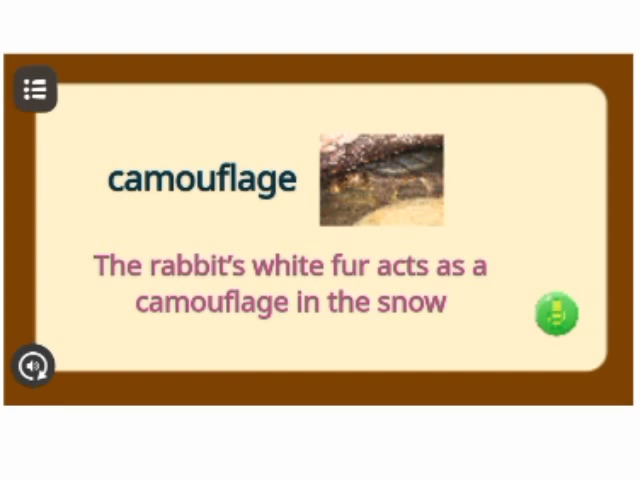 camouflage
The rabbit's white fur acts as a
camouflage in the snow